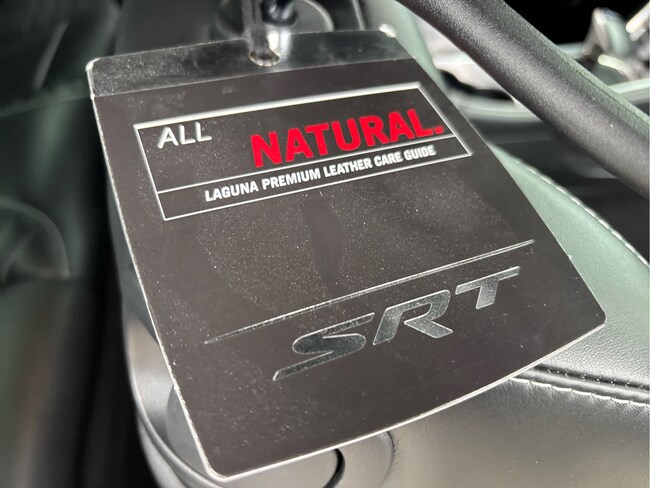 ALL
NATURAL.
LAGUNA PREMIUM LEATHER CARE GUIDE
SRT